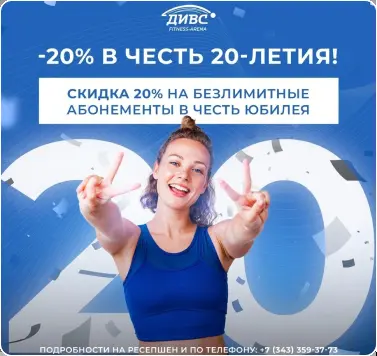 ДИВС
FITNESS-ARENA
-20% В ЧЕСТЬ 20-ЛЕТИЯ!
СКИДКА 20% НА БЕЗЛИМИТНЫЕ
АБОНЕМЕНТЫ В ЧЕСТЬ ЮБИЛЕЯ
20
ПОДРОБНОСТИ НА РЕСЕПШЕН И ПО ТЕЛЕФОНУ: +7 (343) 359-37-73